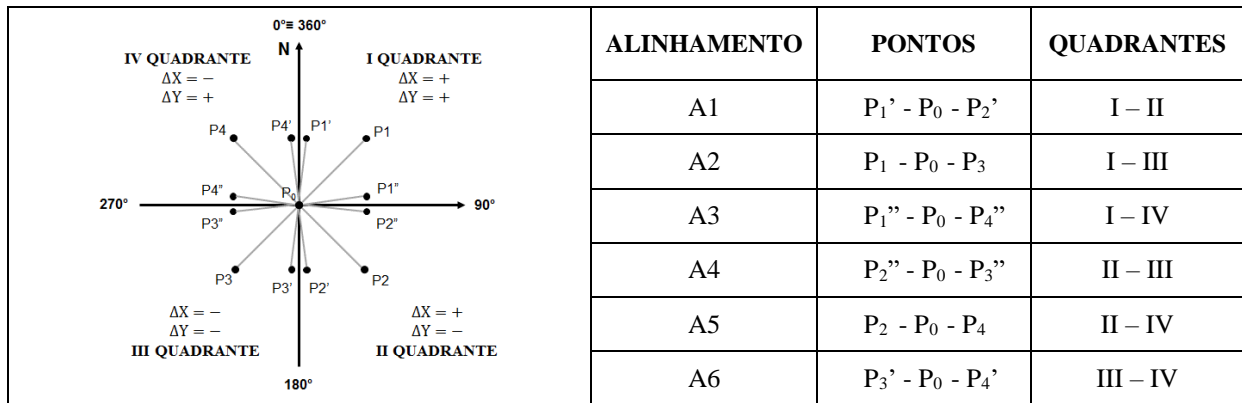 0°≡ 360°
N
IV QUADRANTE
ΔX = −
ΔY = +
I QUADRANTE
ΔX = +
ΔY = +
P4
P4'
P1'
P1
P4"
P0
P1"
270°
90°
P3"
P2"
P3
P3'
P2'
P2
ΔX = −
ΔY = −
III QUADRANTE
ΔX = +
ΔY = −
II QUADRANTE
180°
ALINHAMENTO PONTOS QUADRANTES
A1 P1’ - P0 - P2’ I – II
A2 P1 - P0 - P3 I – III
A3 P1” - P0 - P4” I – IV
A4 P2” - P0 - P3” II – III
A5 P2 - P0 - P4 II – IV
A6 P3’ - P0 - P4’ III – IV